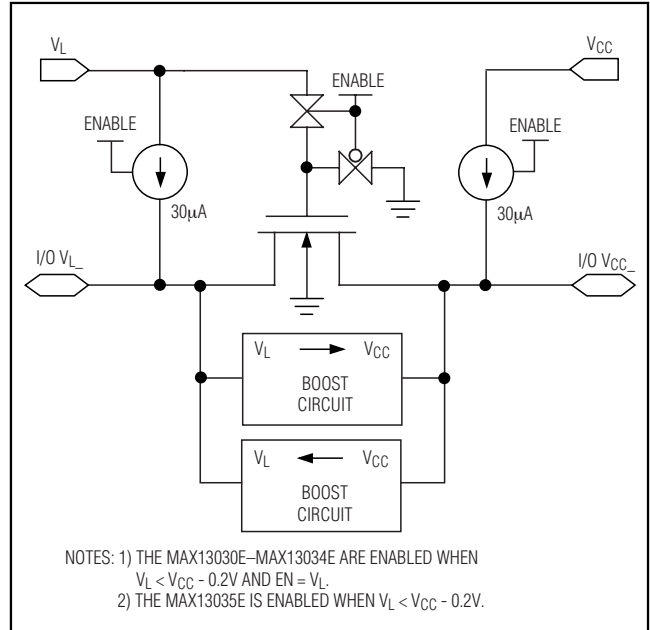 V_L
V_CC
ENABLE
ENABLE
ENABLE
30µA
30µA
I/O V_L_
I/O V_CC_
V_L → V_CC
BOOST
CIRCUIT
V_L ← V_CC
BOOST
CIRCUIT
NOTES: 1) THE MAX13030E–MAX13034E ARE ENABLED WHEN
V_L < V_CC - 0.2V AND EN = V_L.
2) THE MAX13035E IS ENABLED WHEN V_L < V_CC - 0.2V.